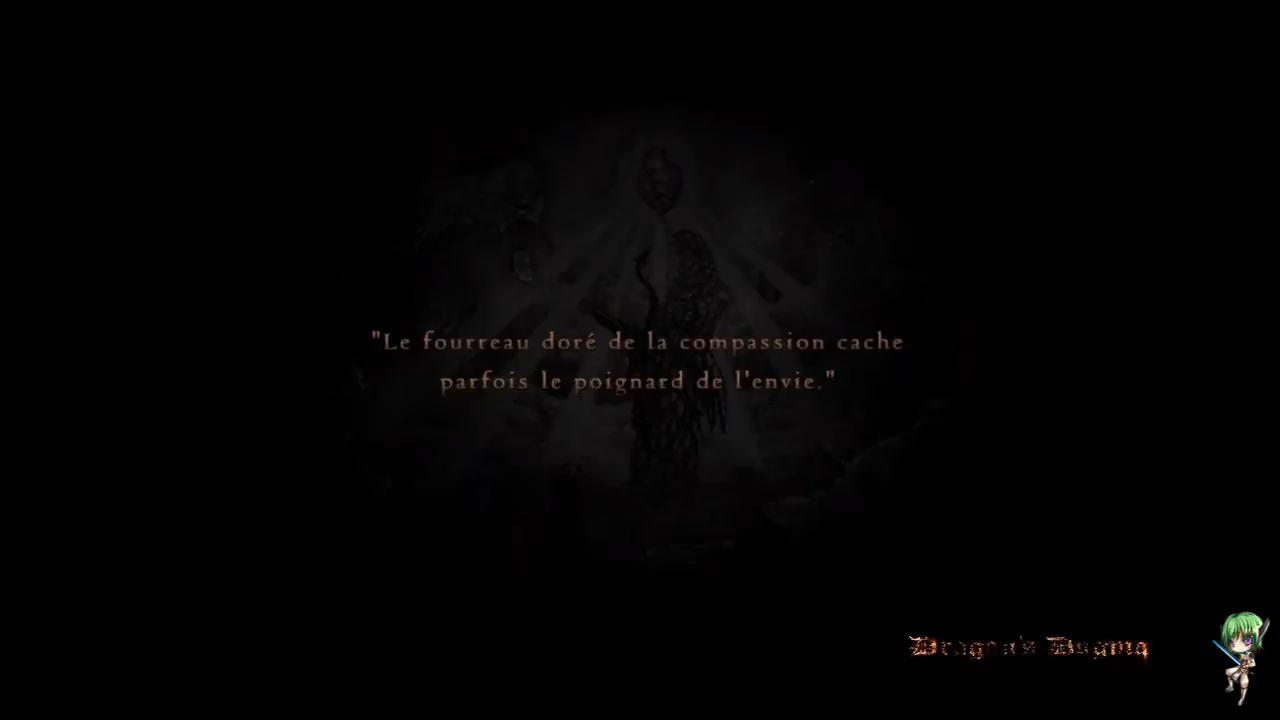 "Le fourreau doré de la compassion cache
parfois le poignard de l'envie."
Dragon's Dogma